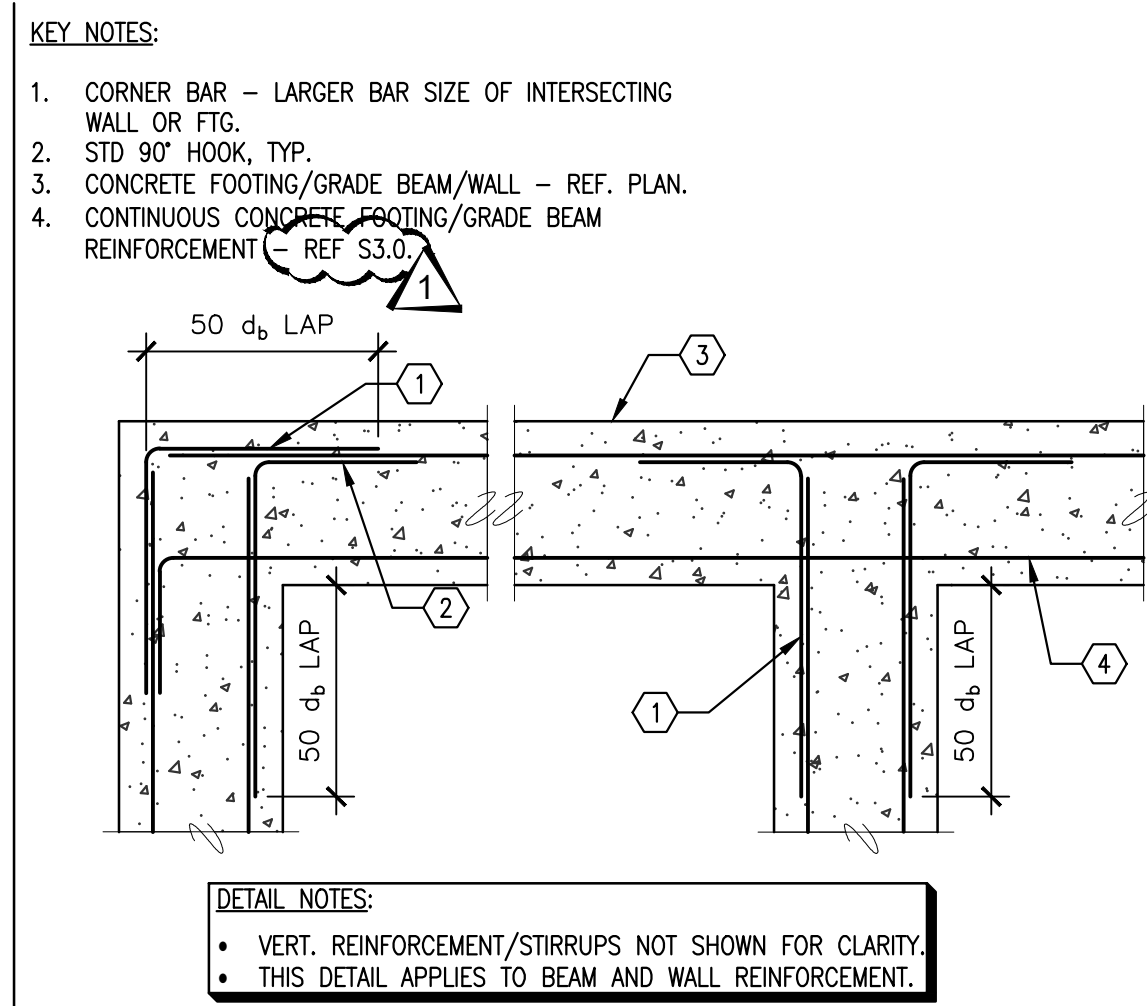 KEY NOTES:
1. CORNER BAR – LARGER BAR SIZE OF INTERSECTING
WALL OR FTG.
2. STD 90° HOOK, TYP.
3. CONCRETE FOOTING/GRADE BEAM/WALL – REF. PLAN.
4. CONTINUOUS CONCRETE FOOTING/GRADE BEAM
REINFORCEMENT – REF S3.0.
1
50 db LAP
3
1
2
50 db LAP
1
50 db LAP
4
DETAIL NOTES:
• VERT. REINFORCEMENT/STIRRUPS NOT SHOWN FOR CLARITY.
• THIS DETAIL APPLIES TO BEAM AND WALL REINFORCEMENT.